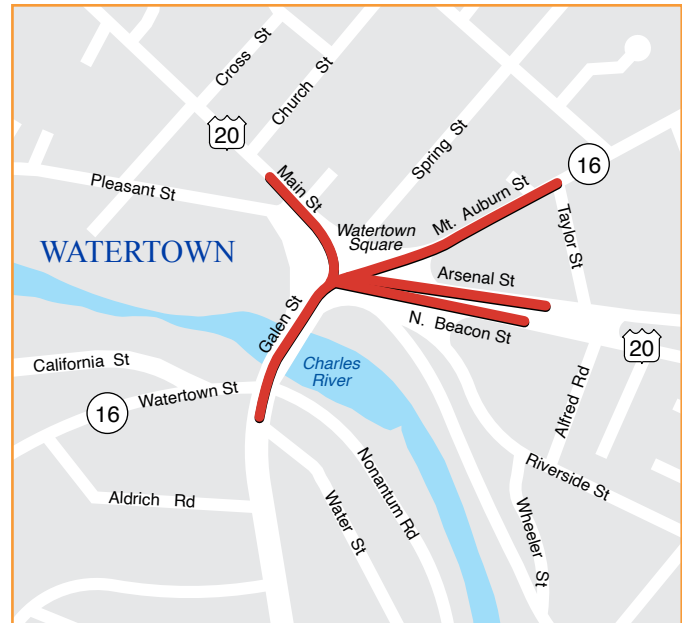 Cross St
Church St
20
Spring St
16
Main St
Pleasant St
Mt. Auburn St
Watertown
Square
Taylor St
WATERTOWN
Arsenal St
Galen St
N. Beacon St
20
California St
Charles
River
Watertown St
16
Alfred Rd
Riverside St
Aldrich Rd
Nonantum Rd
Water St
Wheeler St